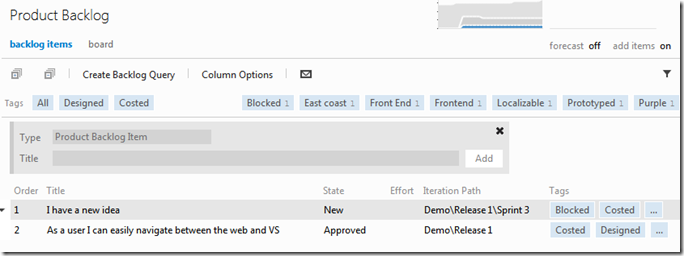 Product Backlog
backlog items board
forecast off add items on
Create Backlog Query Column Options
Tags All Designed Costed Blocked 1 East coast 1 Front End 1 Frontend 1 Localizable 1 Prototyped 1 Purple 1
Type Product Backlog Item
Title Add
Order Title State Effort Iteration Path Tags
1 I have a new idea New Demo\Release 1\Sprint 3 Blocked Costed ...
2 As a user I can easily navigate between the web and VS Approved Demo\Release 1 Costed Designed ...